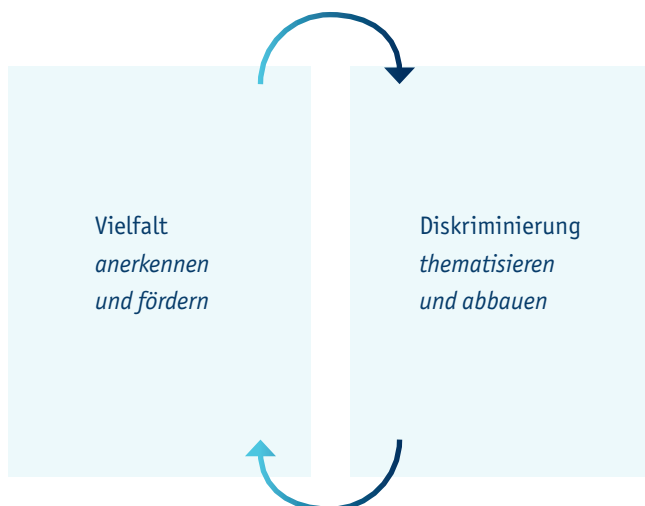 Vielfalt
anerkennen
und fördern
Diskriminierung
thematisieren
und abbauen